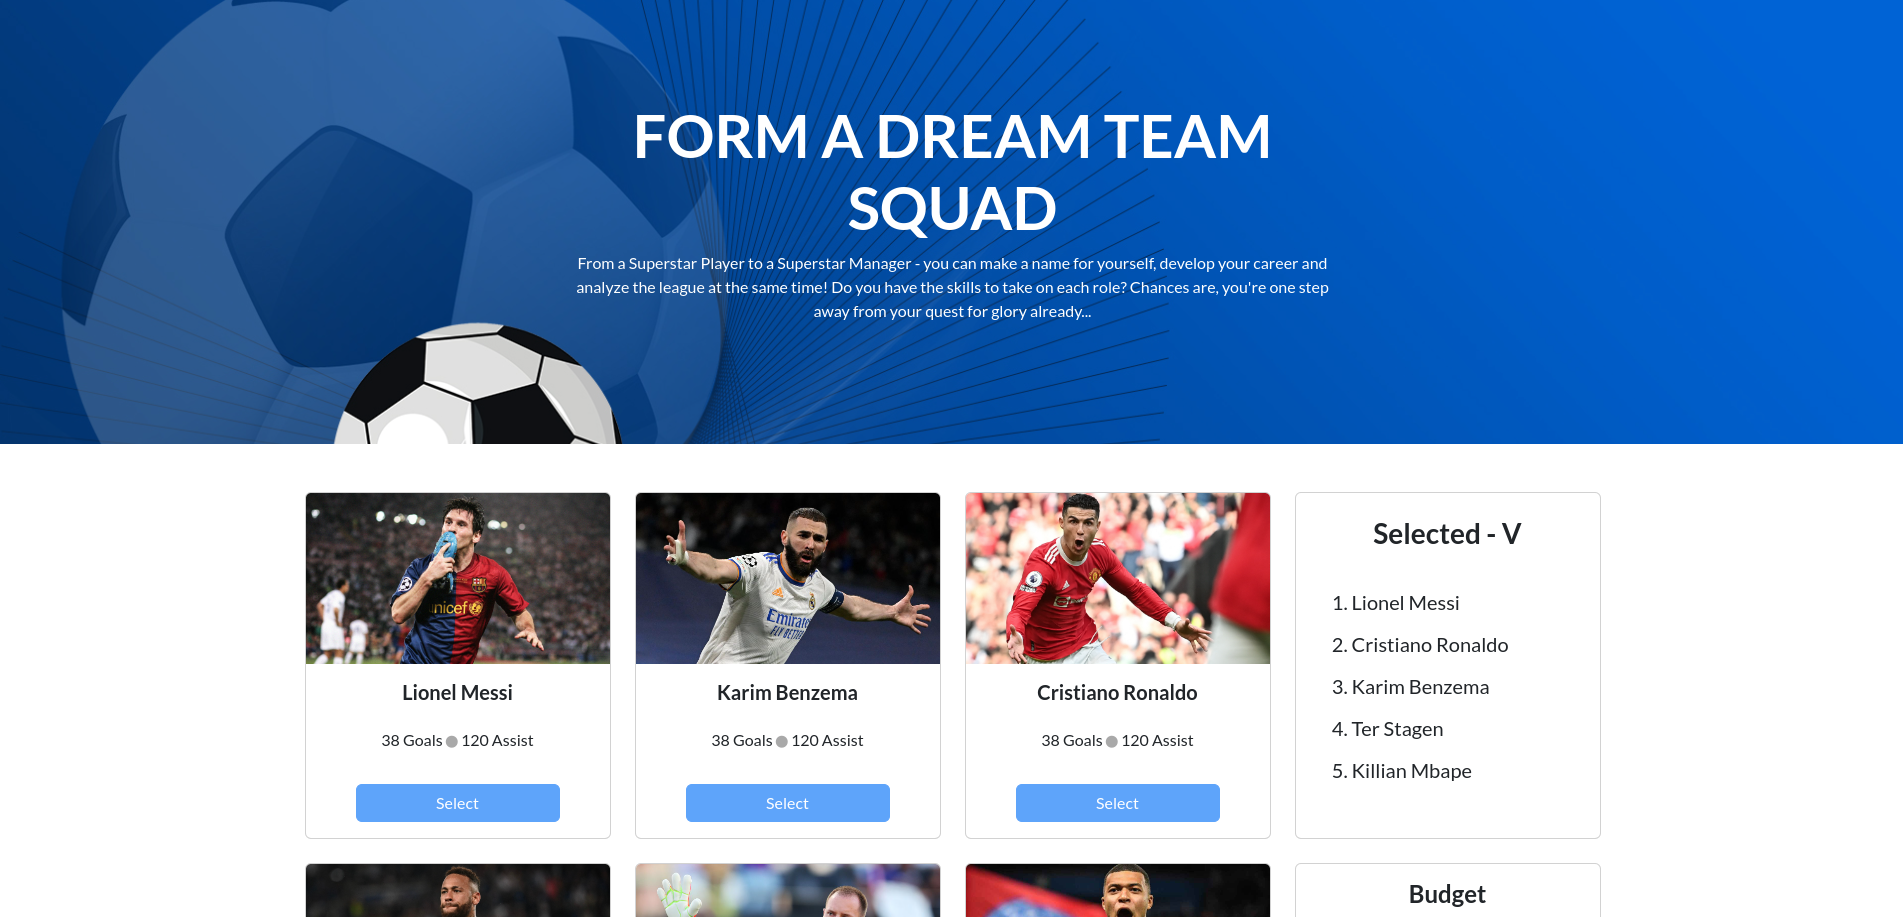 FORM A DREAM TEAM
SQUAD
From a Superstar Player to a Superstar Manager - you can make a name for yourself, develop your career and
analyze the league at the same time! Do you have the skills to take on each role? Chances are, you're one step
away from your quest for glory already...
unicef
Lionel Messi
38 Goals 120 Assist
Select
Emirates
FLY BETTER
Karim Benzema
38 Goals 120 Assist
Select
Cristiano Ronaldo
38 Goals 120 Assist
Select
Selected - V
1. Lionel Messi
2. Cristiano Ronaldo
3. Karim Benzema
4. Ter Stagen
5. Killian Mbape
Budget